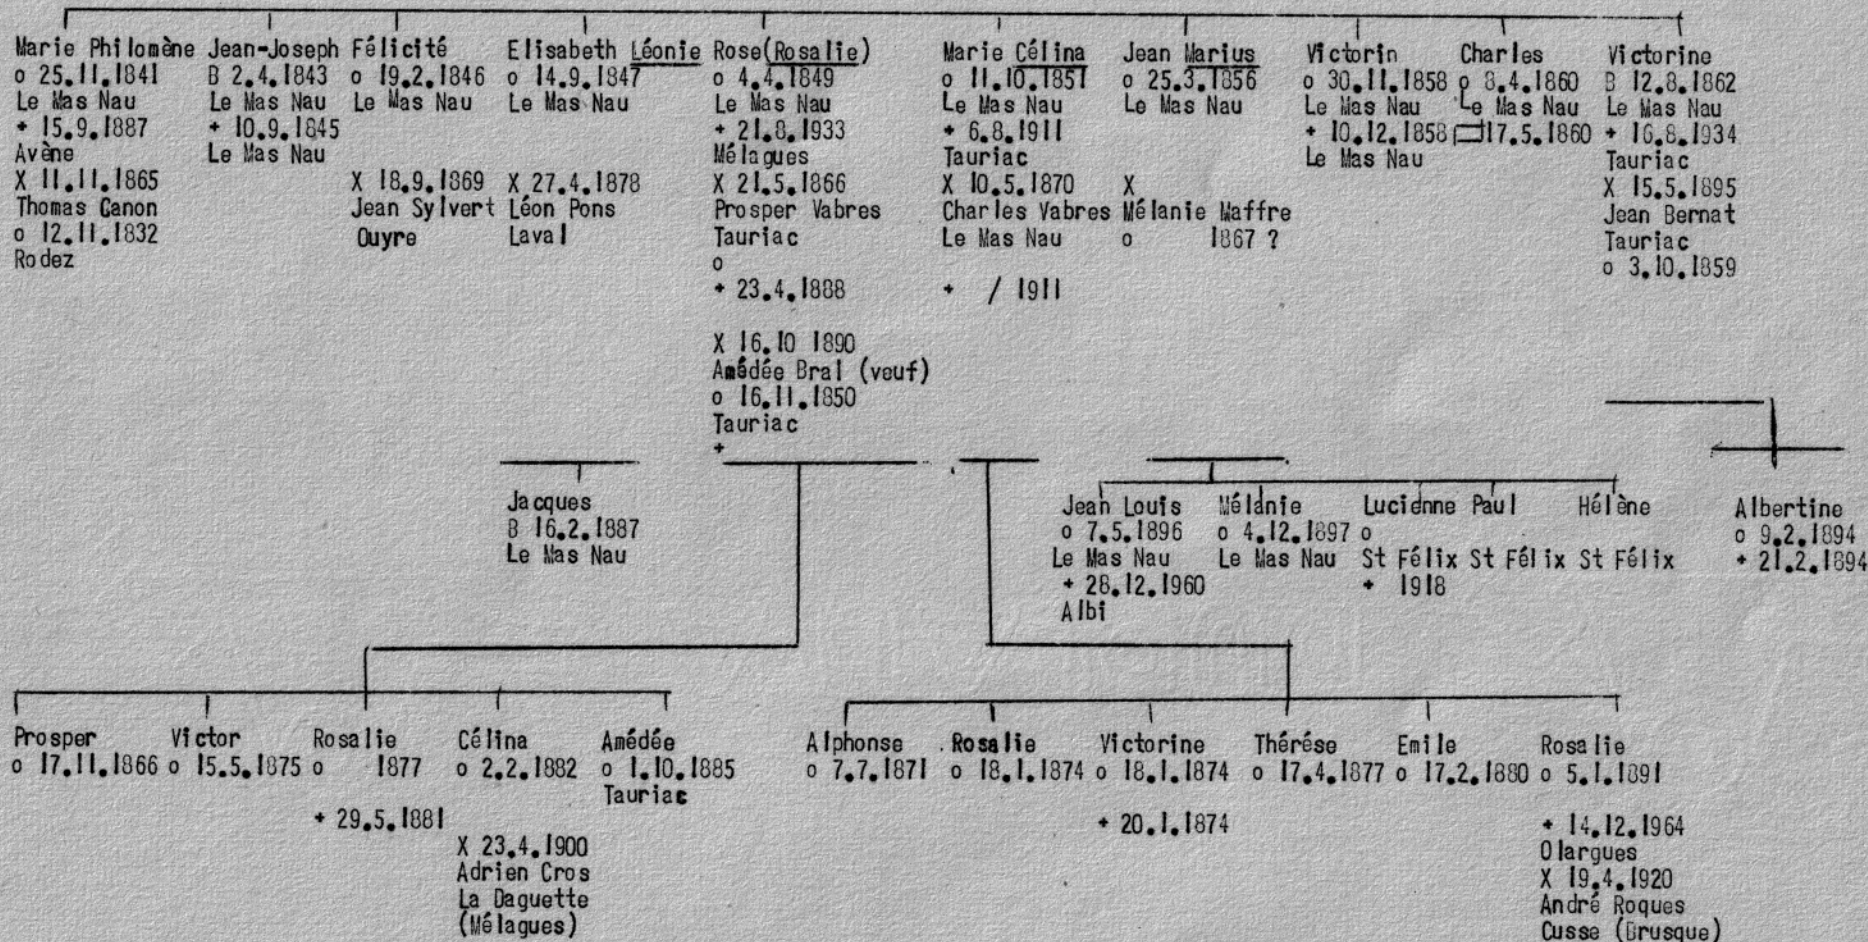 Marie Philomène
o 25.11.1841
Le Mas Nau
+ 15.9.1887
Avène
X 11.11.1865
Thomas Canon
o 12.11.1832
Rodez
Jean-Joseph
B 2.4.1843
Le Mas Nau
+ 10.9.1845
Le Mas Nau
Félicité
o 19.2.1846
Le Mas Nau
X 18.9.1869
Jean Sylvert
Ouyre
Elisabeth Léonie
o 14.9.1847
Le Mas Nau
X 27.4.1878
Léon Pons
Laval
Rose(Rosalie)
o 4.4.1849
Le Mas Nau
+ 21.8.1933
Mélagues
X 21.5.1866
Prosper Vabres
Tauriac
o
+ 23.4.1888
X 16.10 1890
Amédée Bral (veuf)
o 16.11.1850
Tauriac
+
Marie Célina
o 11.10.1851
Le Mas Nau
+ 6.8.1911
Tauriac
X 10.5.1870
Charles Vabres
Le Mas Nau
+ / 1911
Jean Marius
o 25.3.1856
Le Mas Nau
X
Mélanie Maffre
o 1867 ?
Victorin
o 30.11.1858
Le Mas Nau
+ 10.12.1858
Le Mas Nau
Charles
o 8.4.1860
Le Mas Nau
17.5.1860
Victorine
B 12.8.1862
Le Mas Nau
+ 16.8.1934
Tauriac
X 15.5.1895
Jean Bernat
Tauriac
o 3.10.1859
Jacques
B 16.2.1887
Le Mas Nau
Jean Louis
o 7.5.1896
Le Mas Nau
+ 28.12.1960
Albi
Mélanie
o 4.12.1897
Le Mas Nau
Lucienne
o
St Félix
+ 1918
Paul
St Félix
Hélène
St Félix
Albertine
o 9.2.1894
+ 21.2.1894
Prosper
o 17.11.1866
Victor
o 15.5.1875
Rosalie
o 1877
+ 29.5.1881
Célina
o 2.2.1882
X 23.4.1900
Adrien Cros
La Daguette
(Mélagues)
Amédée
o 1.10.1885
Tauriac
Alphonse
o 7.7.1871
Rosalie
o 18.1.1874
Victorine
o 18.1.1874
+ 20.1.1874
Thérése
o 17.4.1877
Emile
o 17.2.1880
Rosalie
o 5.1.1891
+ 14.12.1964
Olargues
X 19.4.1920
André Roques
Cusse (Brusque)